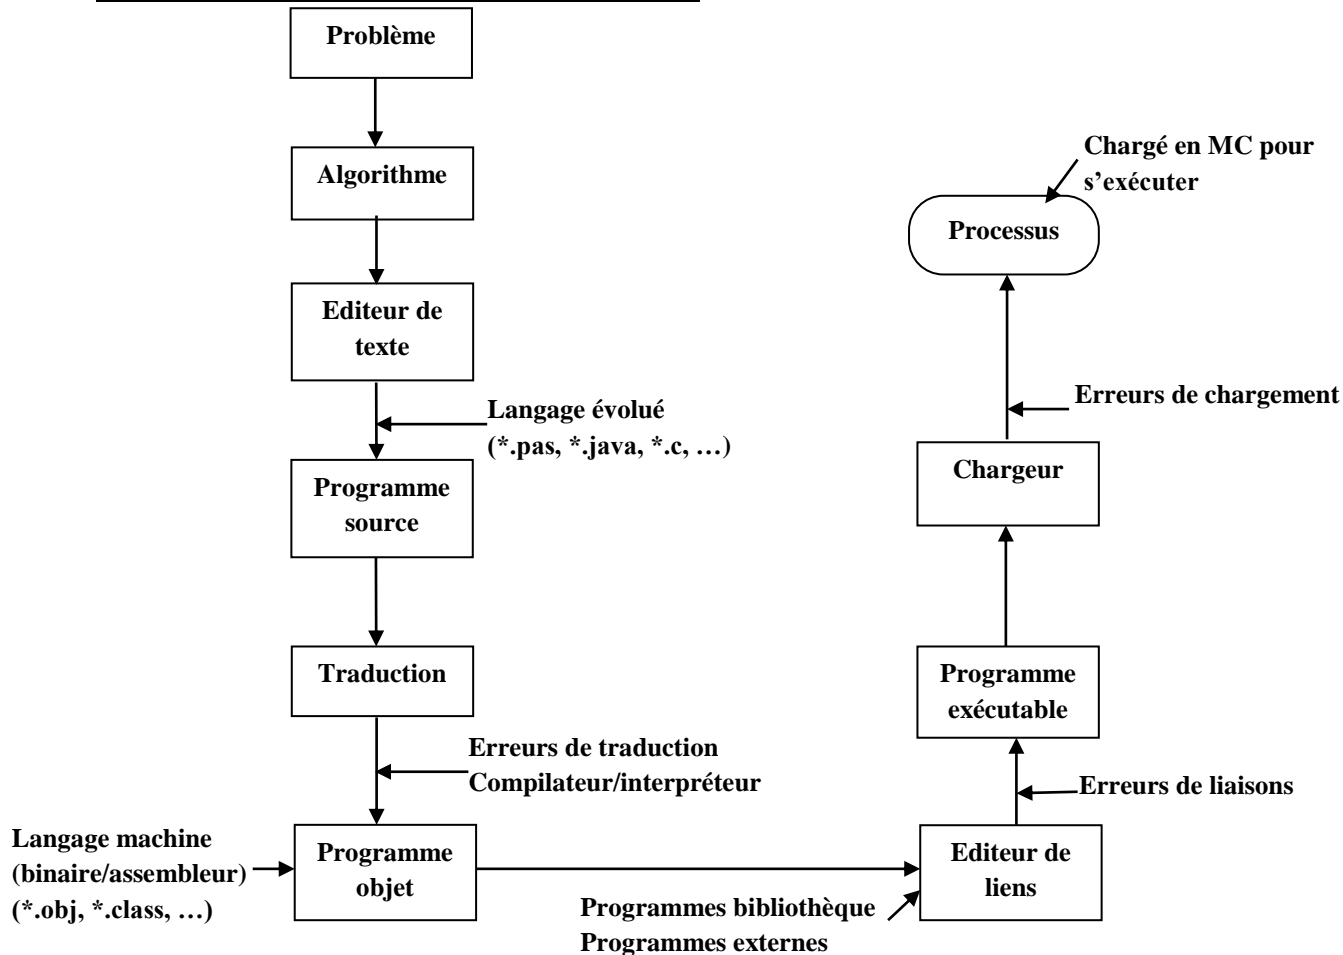 Problème
Algorithme
Editeur de
texte
Langage évolué
(*.pas, *.java, *.c, …)
Programme
source
Traduction
Erreurs de traduction
Compilateur/interpréteur
Langage machine
(binaire/assembleur)
(*.obj, *.class, …)
Programme
objet
Programmes bibliothèque
Programmes externes
Editeur de
liens
Erreurs de liaisons
Programme
exécutable
Chargeur
Erreurs de chargement
Processus
Chargé en MC pour
s’exécuter